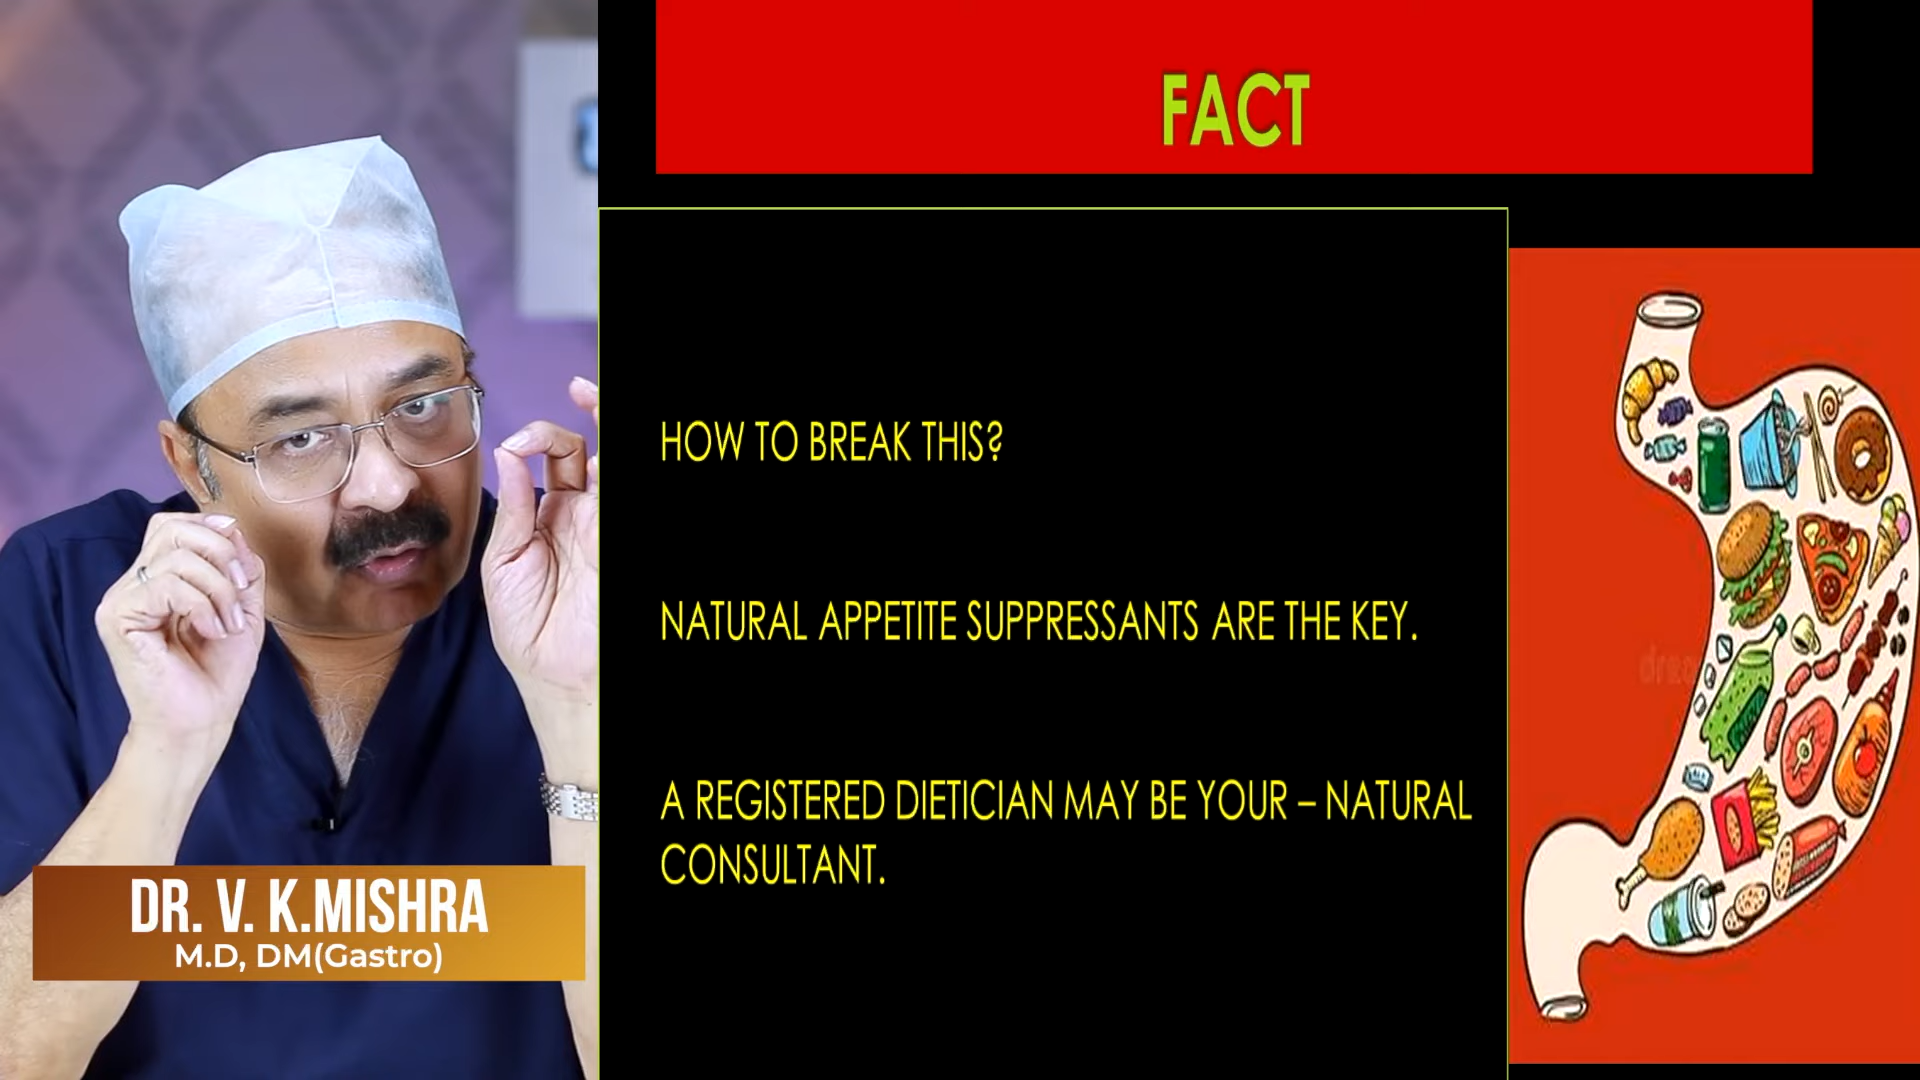 FACT
HOW TO BREAK THIS?
NATURAL APPETITE SUPPRESSANTS ARE THE KEY.
A REGISTERED DIETICIAN MAY BE YOUR – NATURAL
CONSULTANT.
DR. V. K.MISHRA
M.D, DM(Gastro)